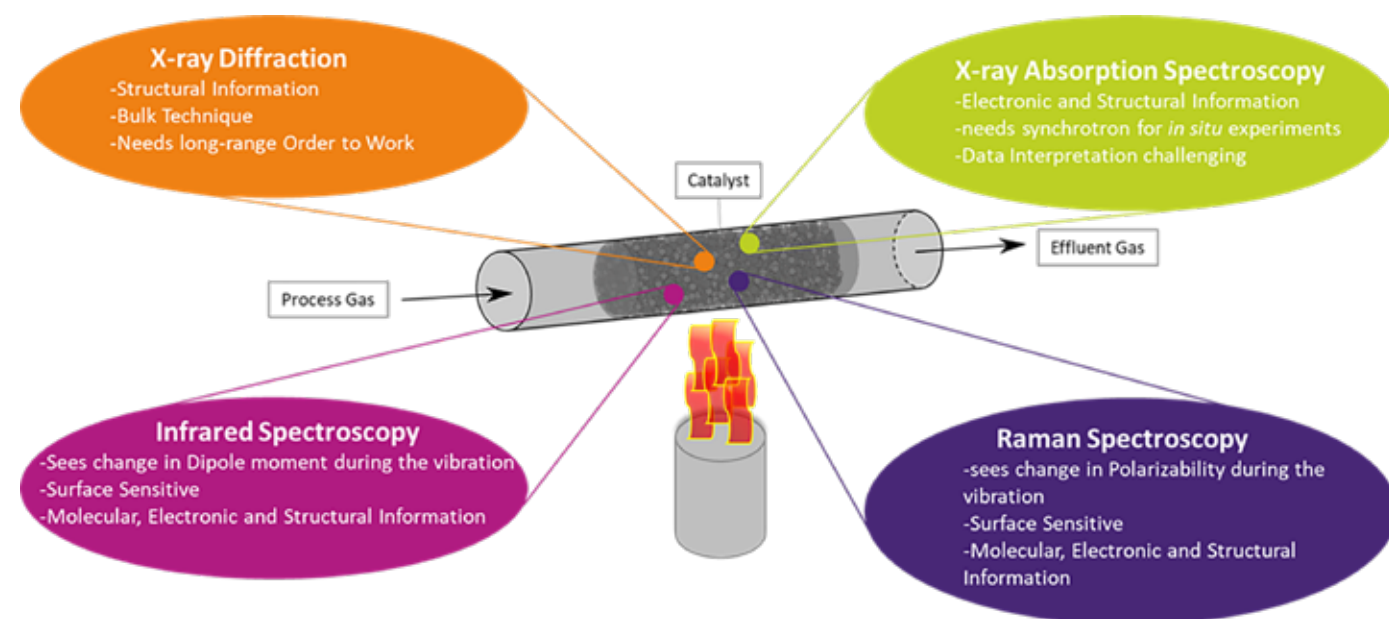 X-ray Diffraction
-Structural Information
-Bulk Technique
-Needs long-range Order to Work
X-ray Absorption Spectroscopy
-Electronic and Structural Information
-needs synchrotron for in situ experiments
-Data Interpretation challenging
Catalyst
Effluent Gas
Process Gas
Infrared Spectroscopy
-Sees change in Dipole moment during the vibration
-Surface Sensitive
-Molecular, Electronic and Structural Information
Raman Spectroscopy
-sees change in Polarizability during the
vibration
-Surface Sensitive
-Molecular, Electronic and Structural
Information